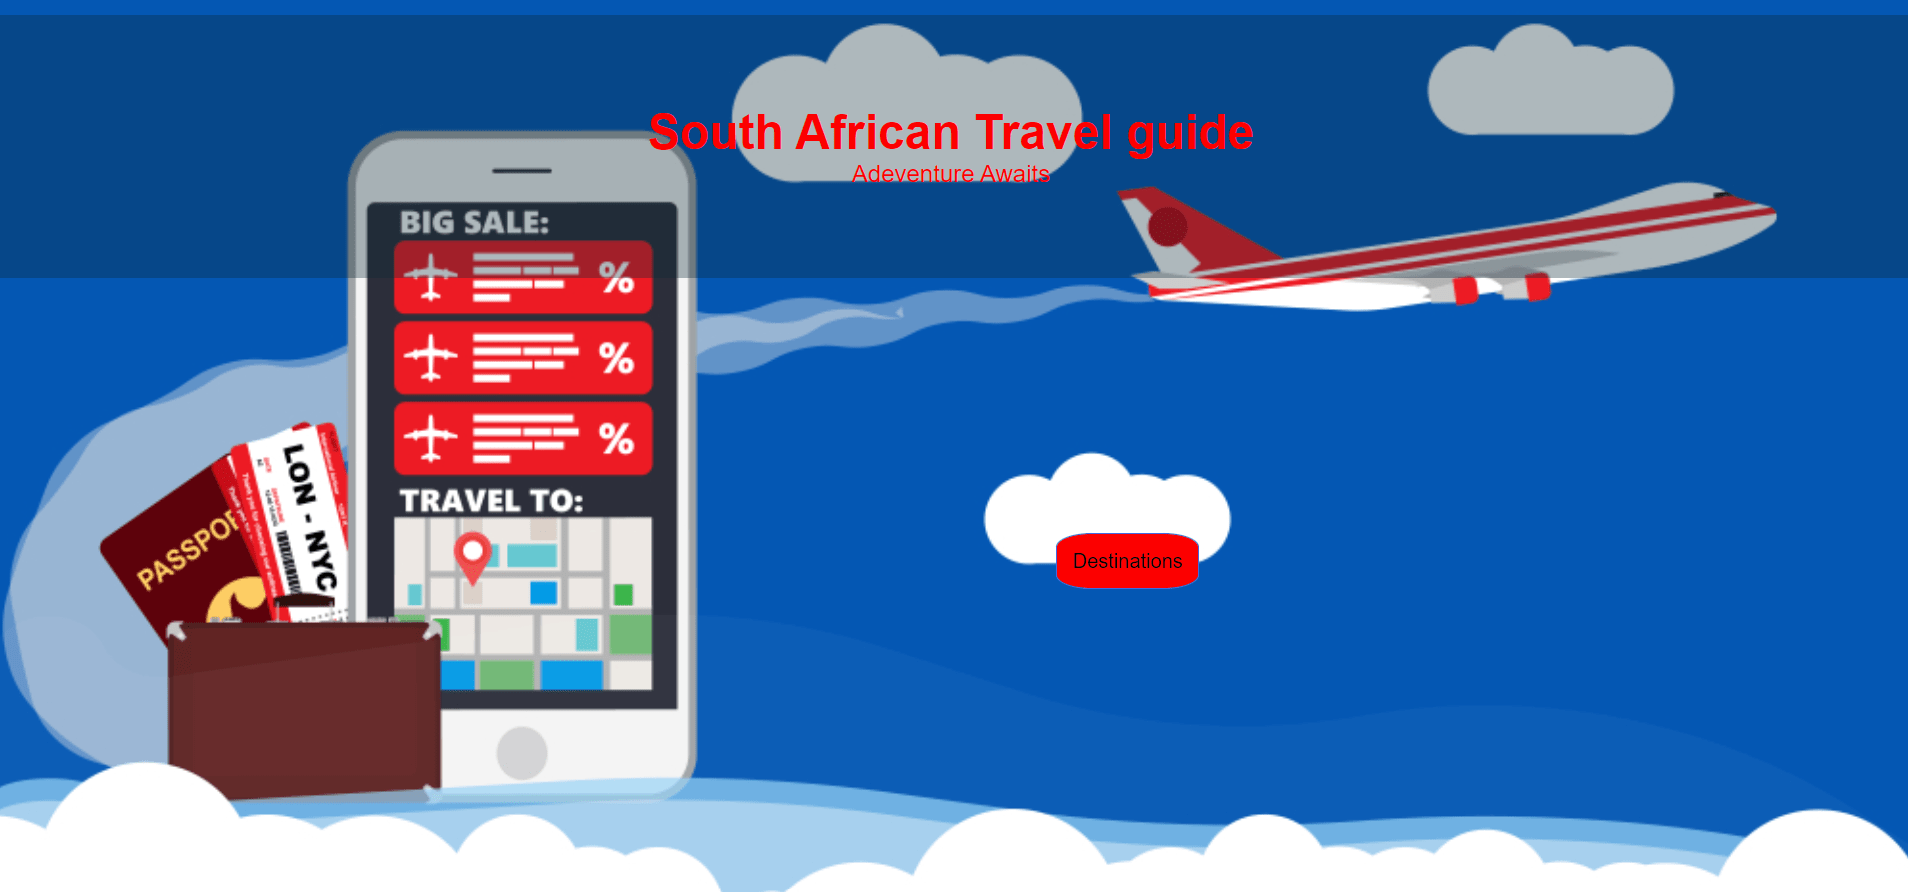 South African Travel guide
Adeventure Awaits
BIG SALE:
%
%
%
TRAVEL TO:
LON - NYC
PASSPOR
Destinations